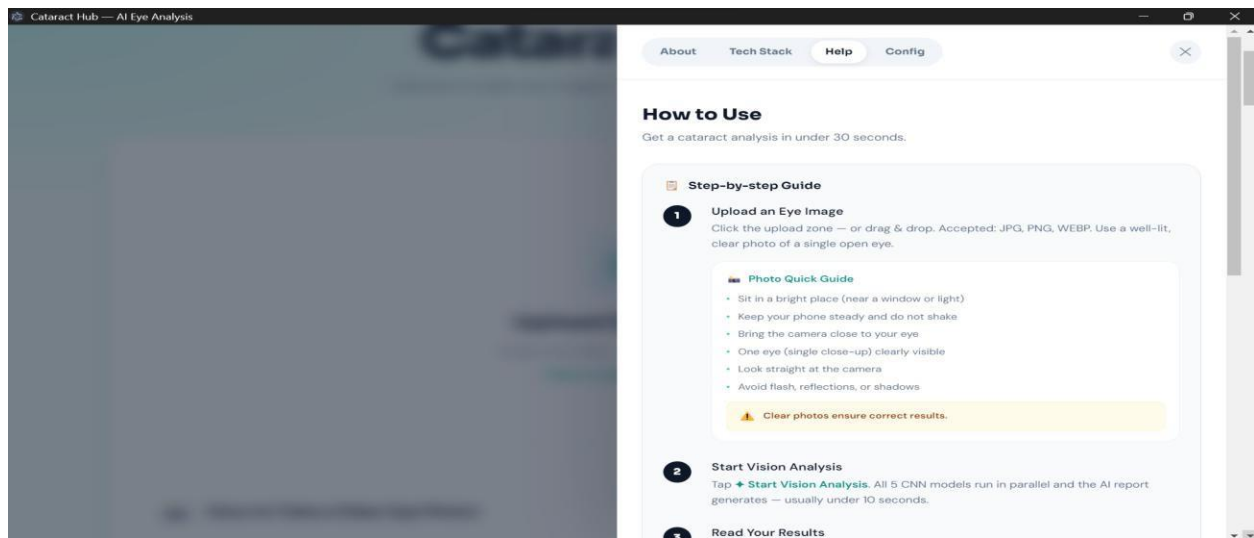 Cataract Hub — AI Eye Analysis
About Tech Stack Help Config
How to Use
Get a cataract analysis in under 30 seconds.
Step-by-step Guide
1 Upload an Eye Image
Click the upload zone — or drag & drop. Accepted: JPG, PNG, WEBP. Use a well-lit,
clear photo of a single open eye.
Photo Quick Guide
• Sit in a bright place (near a window or light)
• Keep your phone steady and do not shake
• Bring the camera close to your eye
• One eye (single close-up) clearly visible
• Look straight at the camera
• Avoid flash, reflections, or shadows
Clear photos ensure correct results.
2 Start Vision Analysis
Tap ✦ Start Vision Analysis. All 5 CNN models run in parallel and the AI report
generates — usually under 10 seconds.
3 Read Your Results